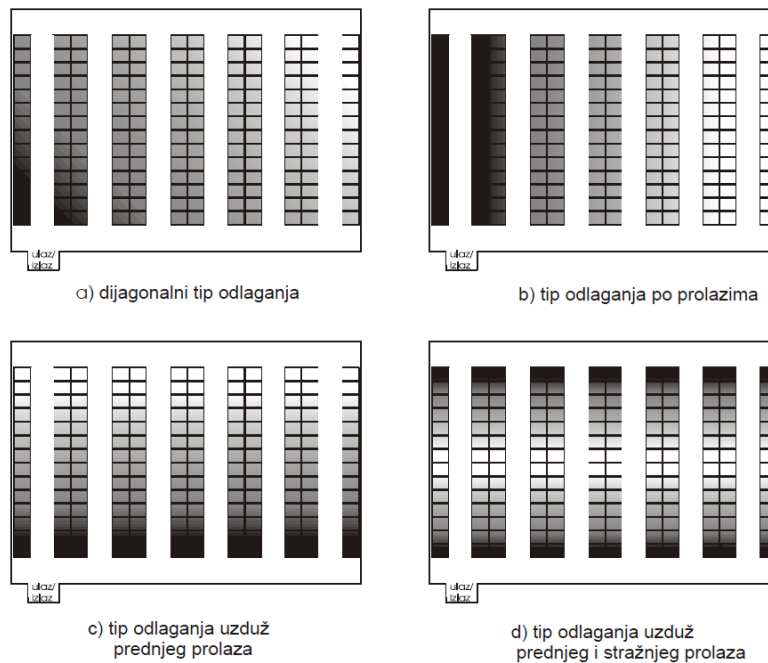 ulaz/
izlaz
a) dijagonalni tip odlaganja
ulaz/
izlaz
b) tip odlaganja po prolazima
ulaz/
izlaz
c) tip odlaganja uzduž
prednjeg prolaza
ulaz/
izlaz
d) tip odlaganja uzduž
prednjeg i stražnjeg prolaza